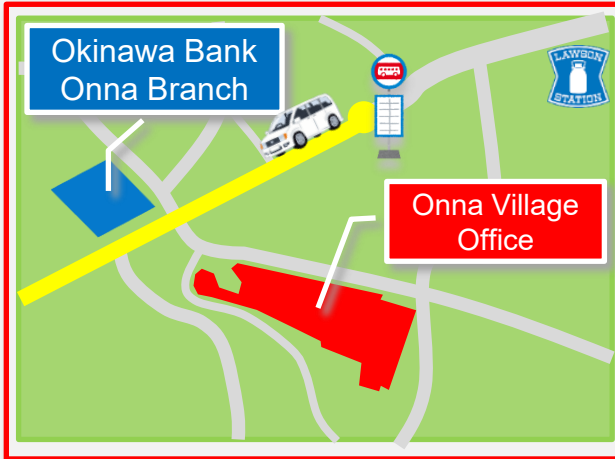 Okinawa Bank
Onna Branch
LAWSON
STATION
Onna Village
Office